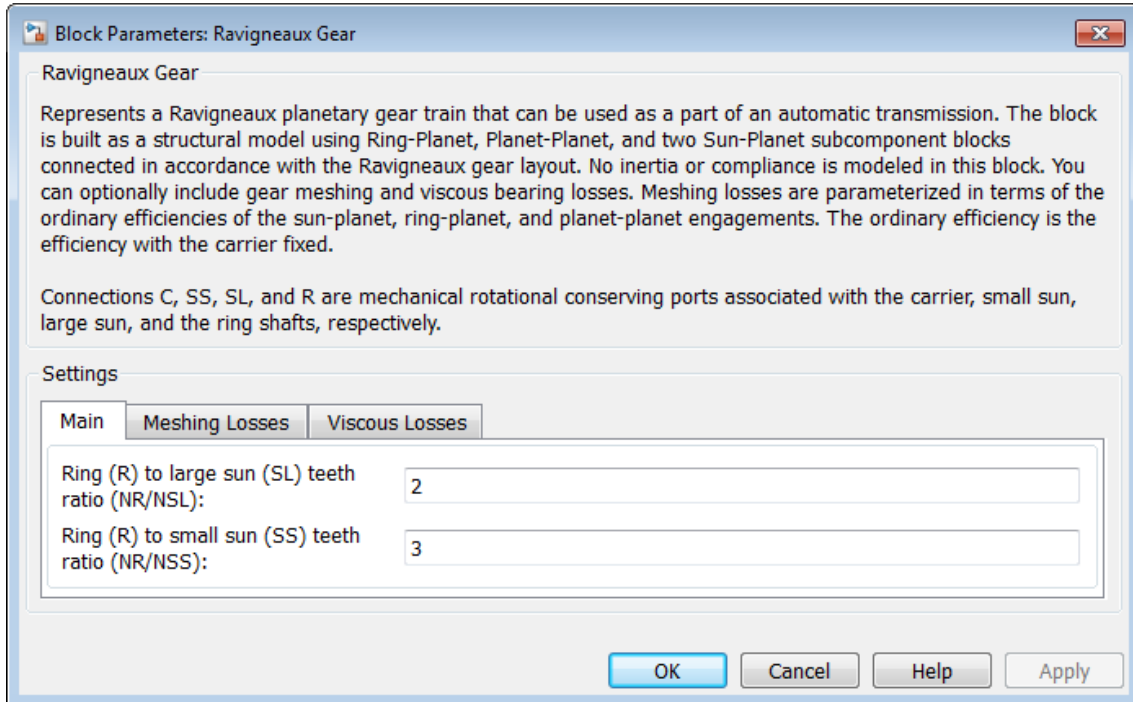 Block Parameters: Ravigneaux Gear
Ravigneaux Gear
Represents a Ravigneaux planetary gear train that can be used as a part of an automatic transmission. The block
is built as a structural model using Ring-Planet, Planet-Planet, and two Sun-Planet subcomponent blocks
connected in accordance with the Ravigneaux gear layout. No inertia or compliance is modeled in this block. You
can optionally include gear meshing and viscous bearing losses. Meshing losses are parameterized in terms of the
ordinary efficiencies of the sun-planet, ring-planet, and planet-planet engagements. The ordinary efficiency is the
efficiency with the carrier fixed.
Connections C, SS, SL, and R are mechanical rotational conserving ports associated with the carrier, small sun,
large sun, and the ring shafts, respectively.
Settings
Main Meshing Losses Viscous Losses
Ring (R) to large sun (SL) teeth
ratio (NR/NSL):
2
Ring (R) to small sun (SS) teeth
ratio (NR/NSS):
3
OK Cancel Help Apply